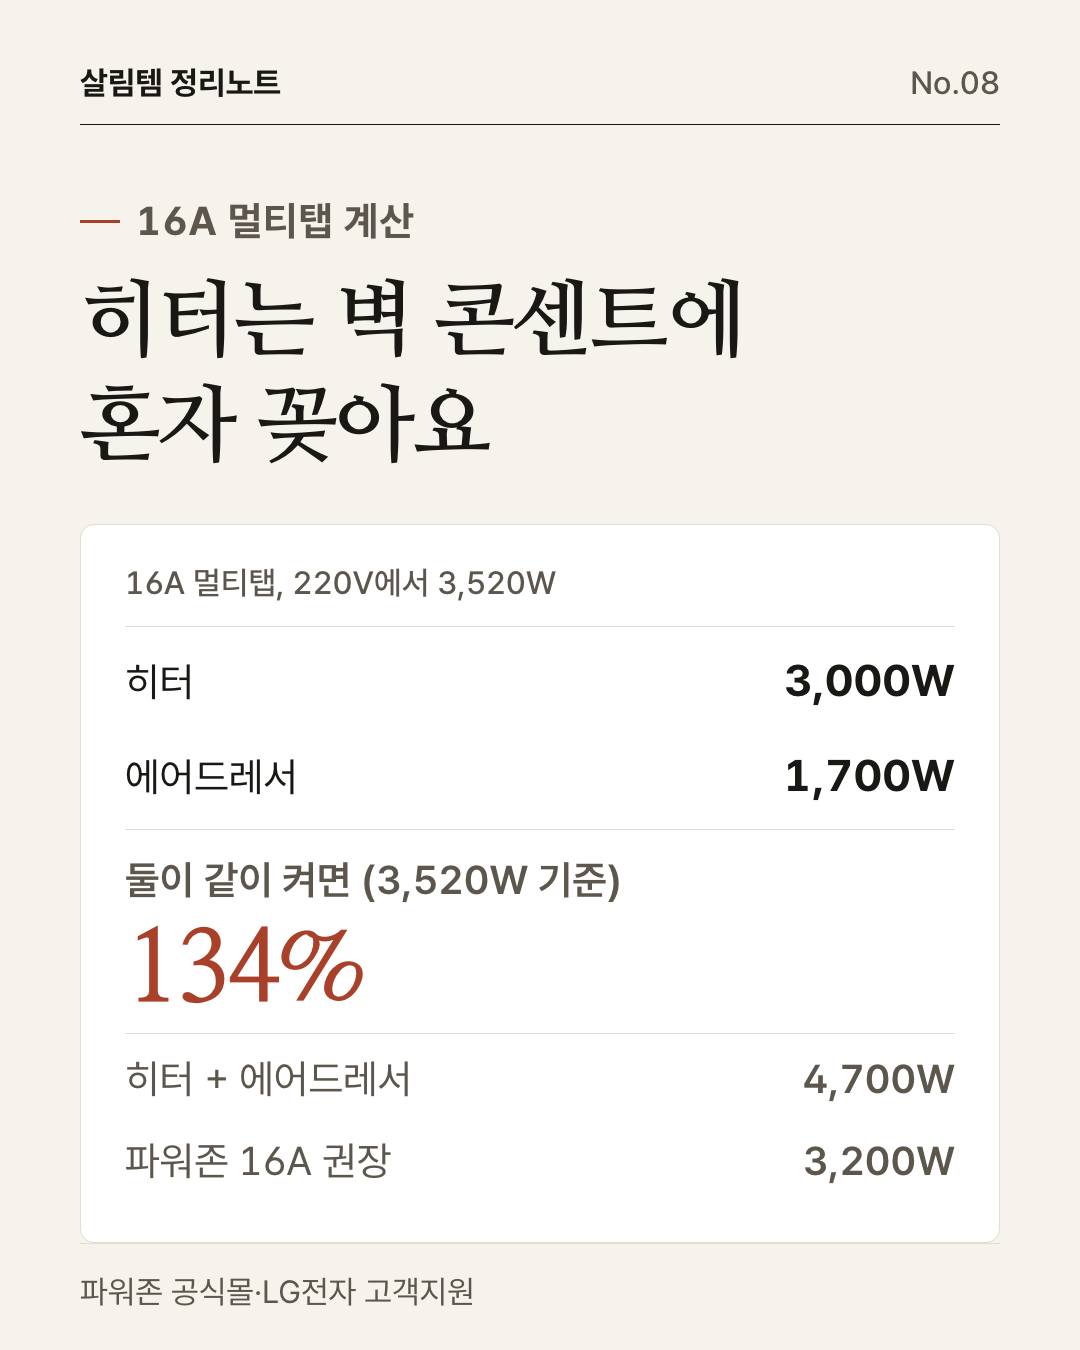 살림템 정리노트
No.08
16A 멀티탭 계산
히터는 벽 콘센트에
혼자 꽂아요
16A 멀티탭, 220V에서 3,520W
히터 3,000W
에어드레서 1,700W
둘이 같이 켜면 (3,520W 기준)
134%
히터 + 에어드레서 4,700W
파워존 16A 권장 3,200W
파워존 공식몰·LG전자 고객지원